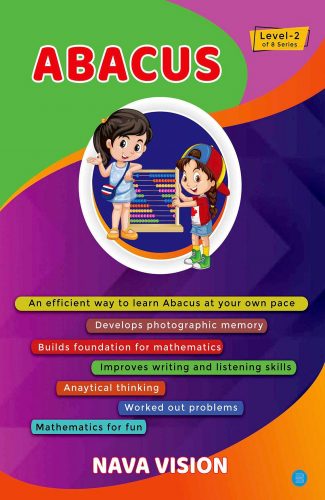 Level-2
of 8 Series
ABACUS
An efficient way to learn Abacus at your own pace
Develops photographic memory
Builds foundation for mathematics
Improves writing and listening skills
Anaytical thinking
Worked out problems
Mathematics for fun
NAVA VISION